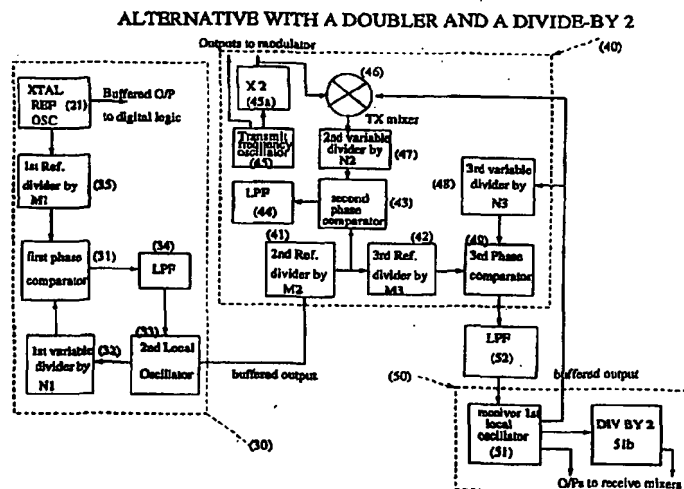 ALTERNATIVE WITH A DOUBLER AND A DIVIDE-BY 2
Outputs to modulator
(40)
XTAL
REF
OSC
(21)
Buffered O/P
to digital logic
X 2
(45a)
(46)
TX mixer
Transmit
frequency
oscillator
(45)
2nd variable
divider by
N2
(47)
1st Ref.
divider by
M1
(35)
LPF
(44)
second
phase
comparator
(43)
(48)
3rd variable
divider by
N3
first phase
comparator
(31)
(34)
LPF
(41)
2nd Ref.
divider by
M2
(42)
3rd Ref.
divider by
M3
(49)
3rd Phase
comparator
1st variable
divider by
N1
(32)
(33)
2nd Local
Oscillator
buffered output
LPF
(52)
(50)
buffered output
(30)
local
oscillator
(51)
DIV BY 2
51b
O/Ps to receive mixers